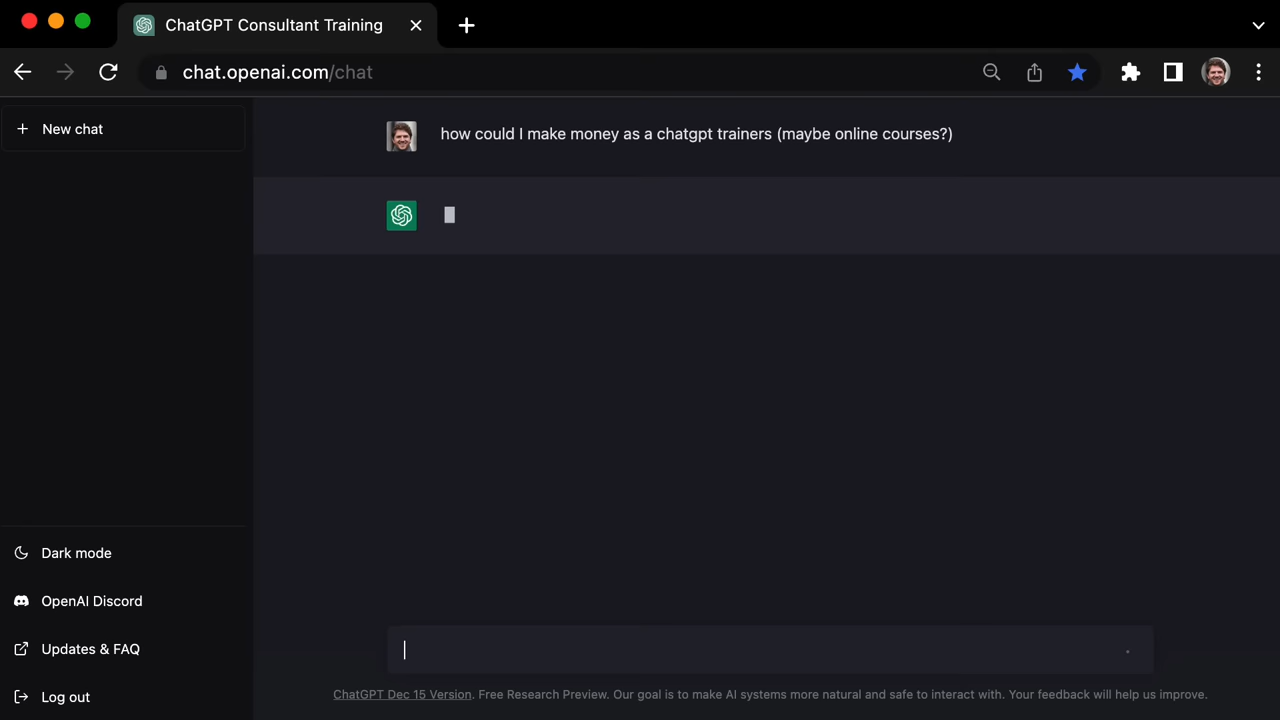 ChatGPT Consultant Training
chat.openai.com/chat
New chat
how could I make money as a chatgpt trainers (maybe online courses?)
Dark mode
OpenAI Discord
Updates & FAQ
Log out
ChatGPT Dec 15 Version. Free Research Preview. Our goal is to make AI systems more natural and safe to interact with. Your feedback will help us improve.